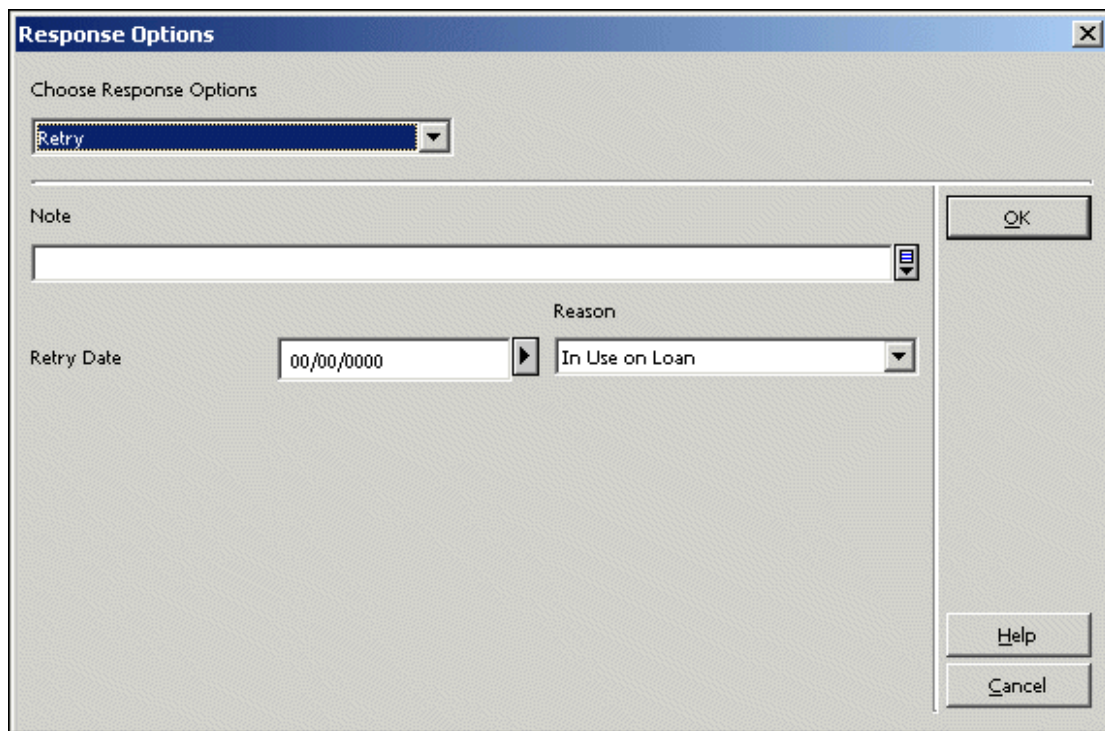 Response Options
Choose Response Options
Retry
Note
OK
Reason
Retry Date 00/00/0000 In Use on Loan
Help
Cancel